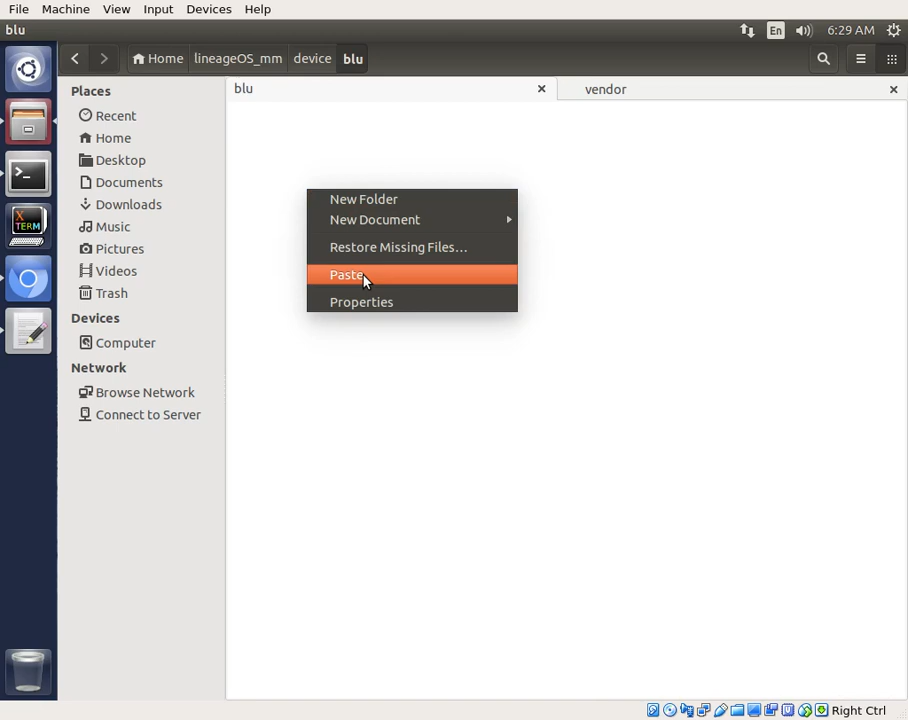 File Machine View Input Devices Help
blu En 6:29 AM
Home lineageOS_mm device blu
Places
Recent
Home
Desktop
Documents
Downloads
Music
Pictures
Videos
Trash
Devices
Computer
Network
Browse Network
Connect to Server
blu vendor
New Folder
New Document
Restore Missing Files...
Paste
Properties
XTERM
Right Ctrl